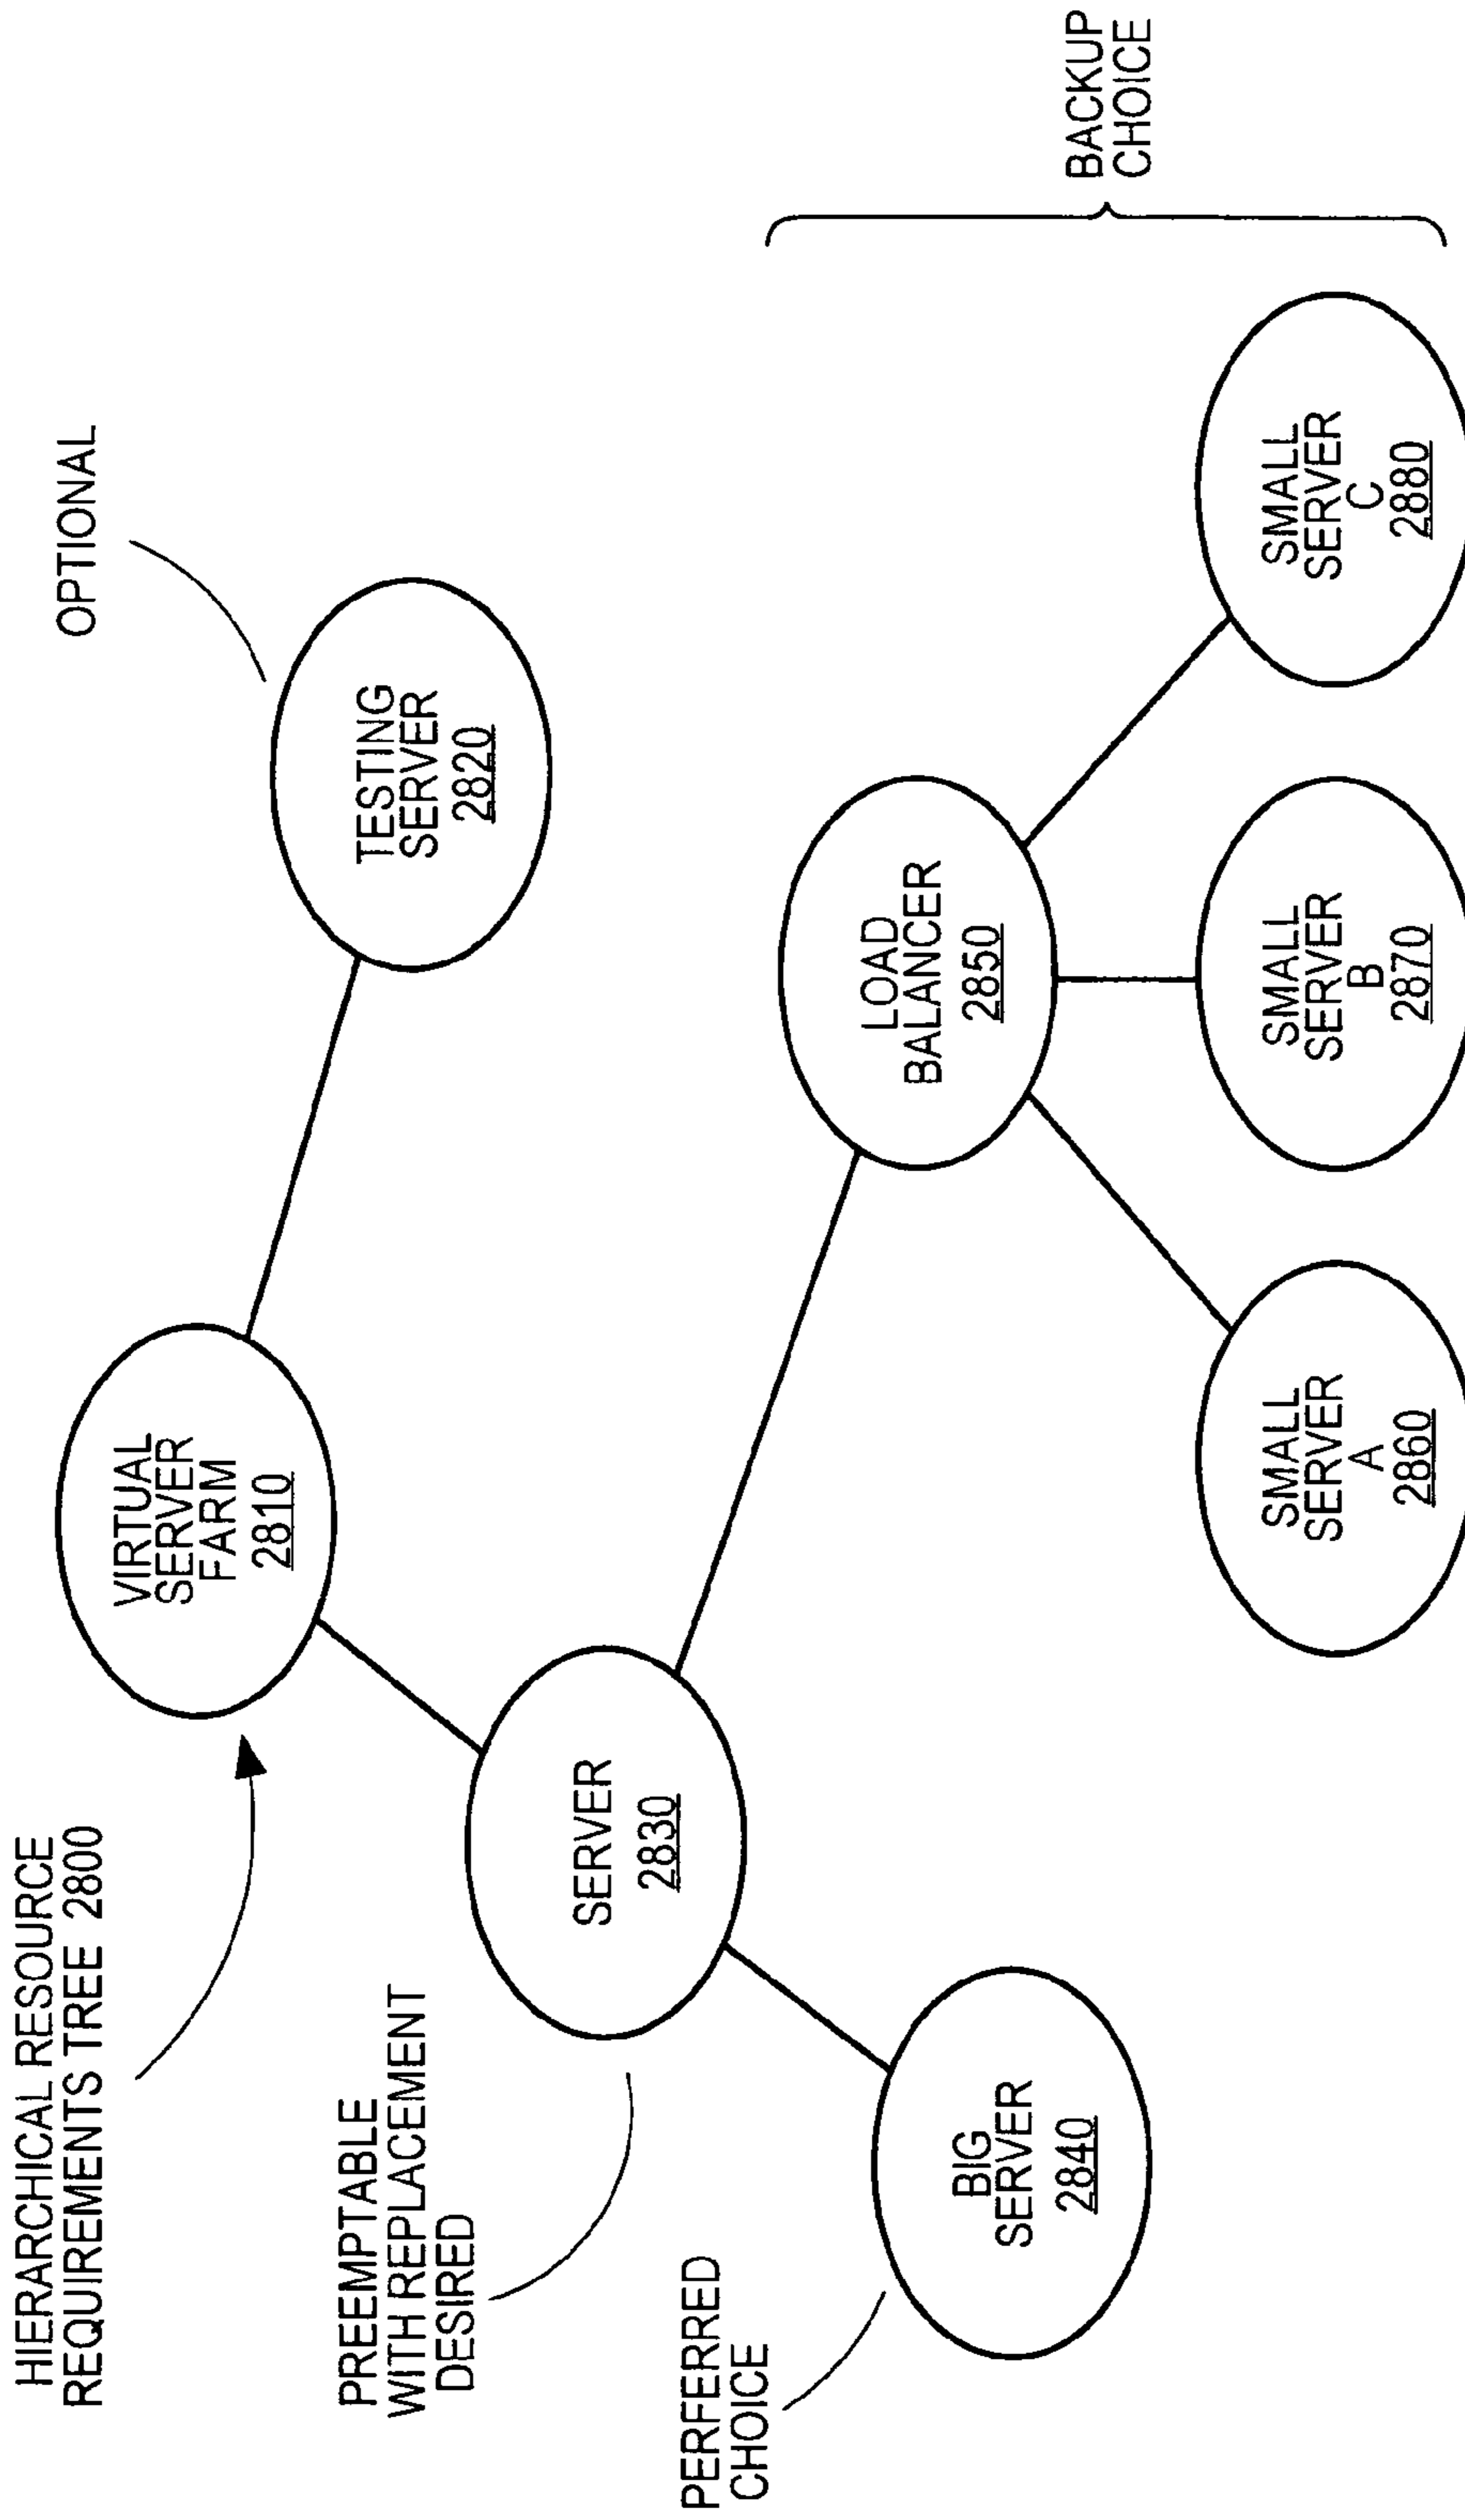 HIERARCHICAL RESOURCE
REQUIREMENTS TREE 2800
OPTIONAL
VIRTUAL
SERVER
FARM
2810
TESTING
SERVER
2820
PREEMPTABLE
WITH REPLACEMENT
DESIRED
SERVER
2830
PERFERRED
CHOICE
BIG
SERVER
2840
LOAD
BALANCER
2850
BACKUP
CHOICE
SMALL
SERVER
A
2860
SMALL
SERVER
B
2870
SMALL
SERVER
C
2880